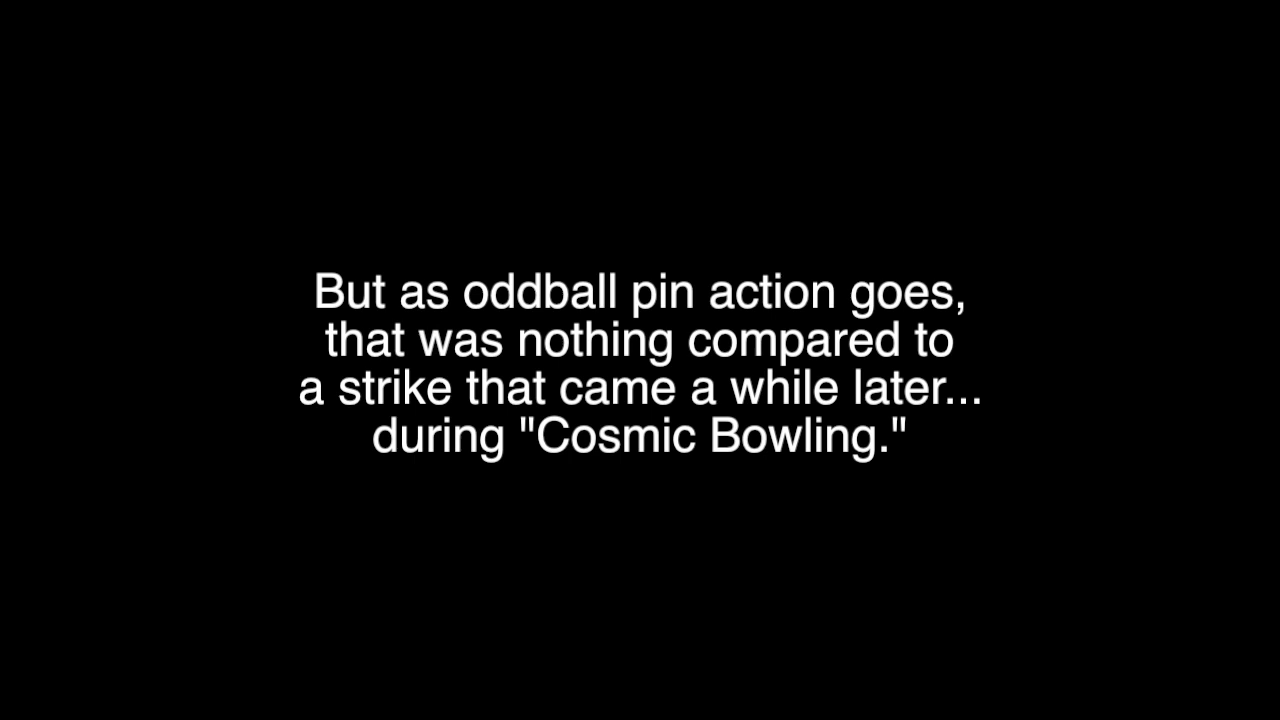 But as oddball pin action goes,
that was nothing compared to
a strike that came a while later...
during "Cosmic Bowling."